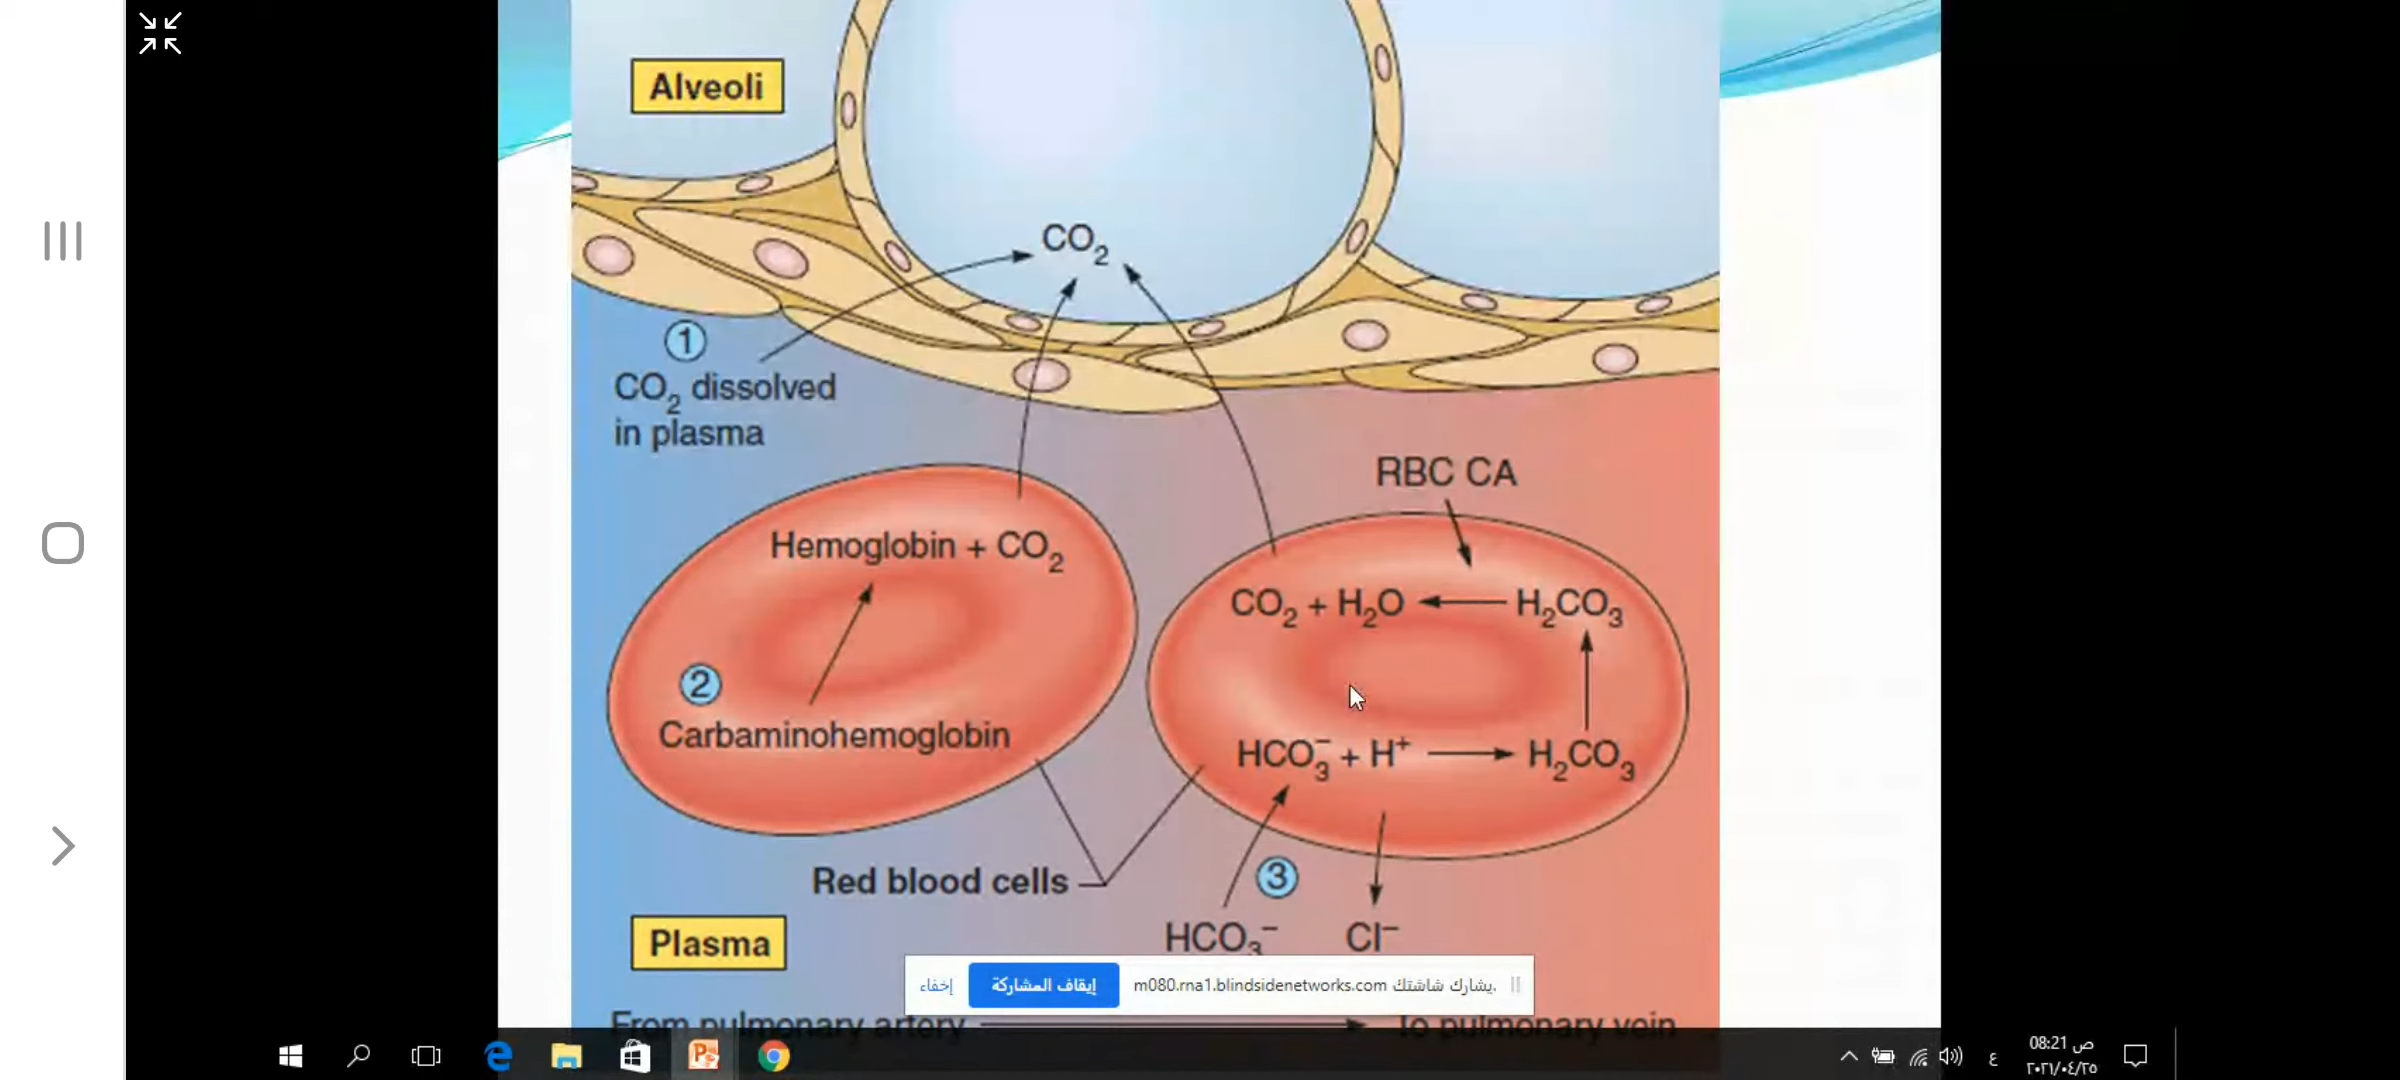 Alveoli
CO₂
①
CO₂ dissolved
in plasma
RBC CA
Hemoglobin + CO₂
CO₂ + H₂O ← H₂CO₃
②
Carbaminohemoglobin
HCO₃⁻ + H⁺ → H₂CO₃
③
Red blood cells
HCO₃⁻ Cl⁻
Plasma
m080.rna1.blindsidenetworks.com يشارك شاشتك.
إيقاف المشاركة
إخفاء
From pulmonary artery → To pulmonary vein
ع
08:21 ص
٢٠٢١/٠٤/٢٥